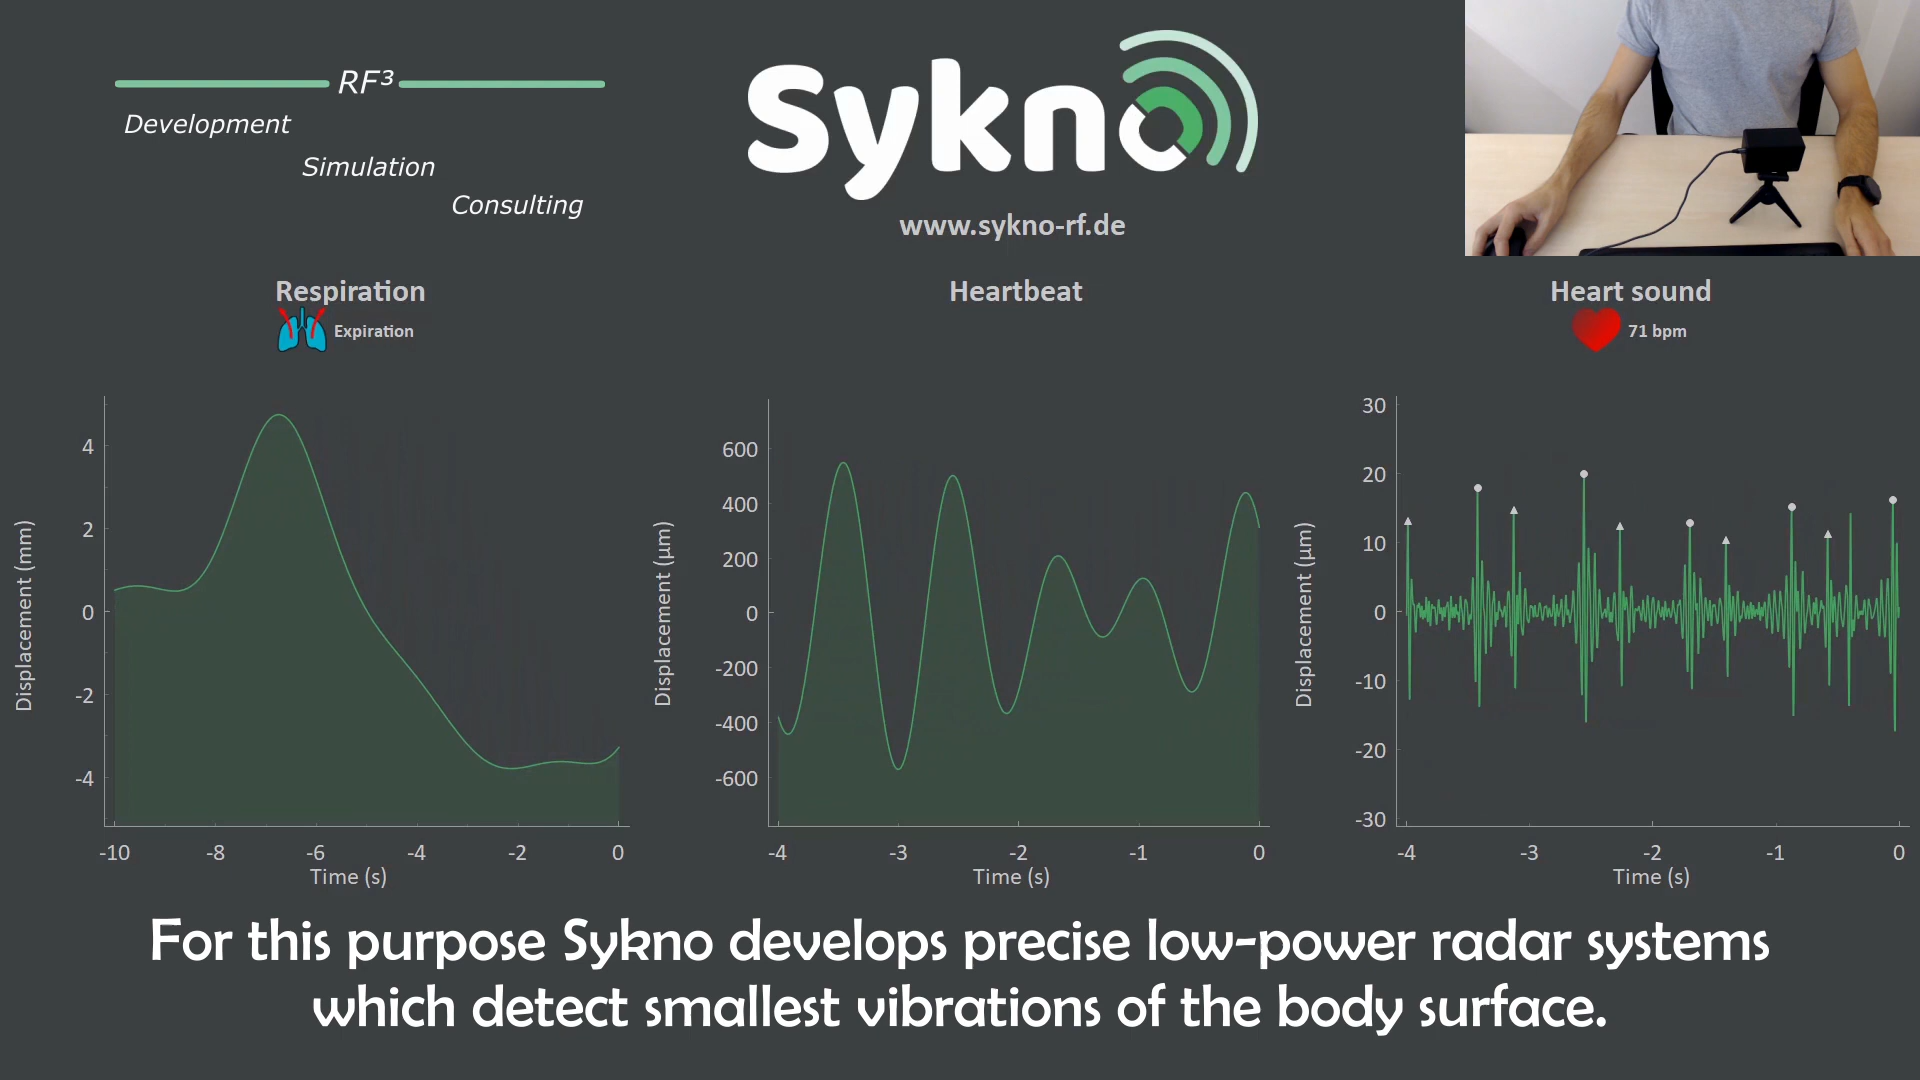 RF³
Development
Simulation
Consulting
Sykno
www.sykno-rf.de
Respiration
Expiration
Heartbeat
Heart sound
71 bpm
Displacement (mm)
4
2
0
-2
-4
-10 -8 -6 -4 -2 0
Time (s)
Displacement (µm)
600
400
200
0
-200
-400
-600
-4 -3 -2 -1 0
Time (s)
Displacement (µm)
30
20
10
0
-10
-20
-30
-4 -3 -2 -1 0
Time (s)
For this purpose Sykno develops precise low-power radar systems
which detect smallest vibrations of the body surface.